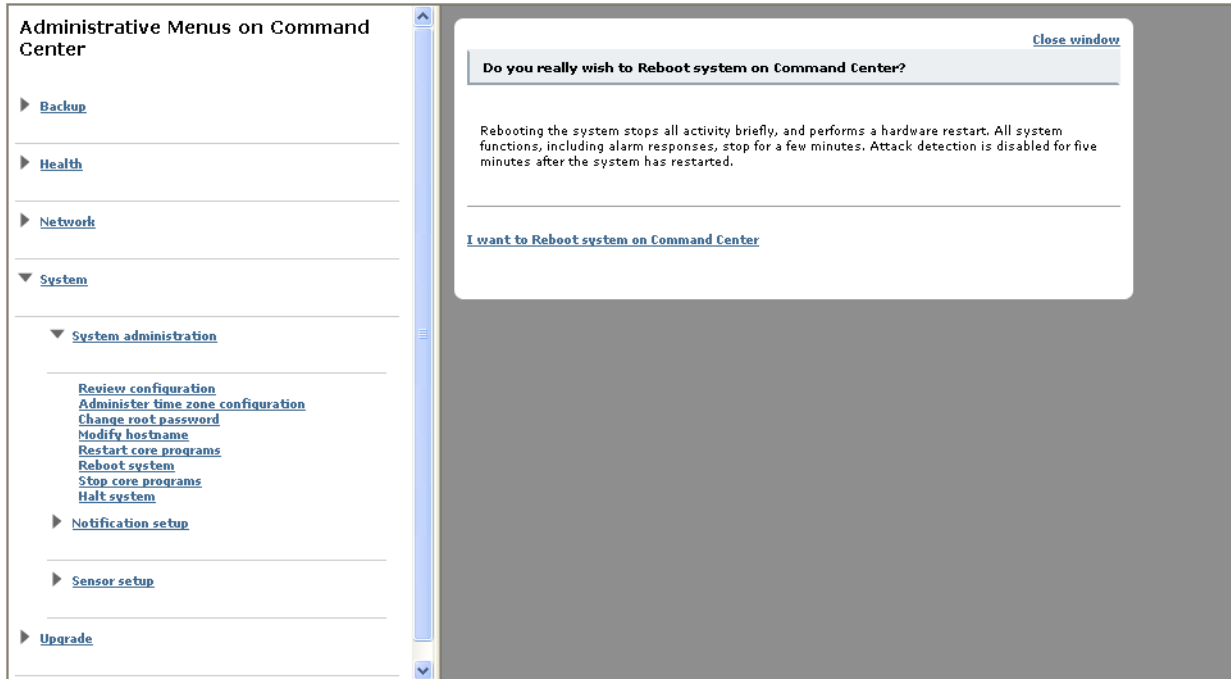 Administrative Menus on Command
Center
Backup
Health
Network
System
System administration
Review configuration
Administer time zone configuration
Change root password
Modify hostname
Restart core programs
Reboot system
Stop core programs
Halt system
Notification setup
Sensor setup
Upgrade
Close window
Do you really wish to Reboot system on Command Center?
Rebooting the system stops all activity briefly, and performs a hardware restart. All system
functions, including alarm responses, stop for a few minutes. Attack detection is disabled for five
minutes after the system has restarted.
I want to Reboot system on Command Center